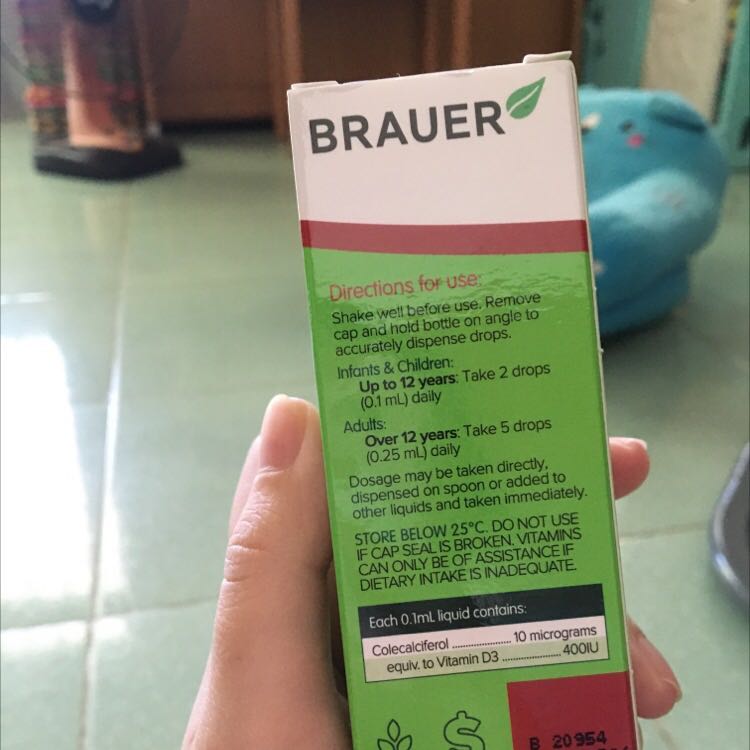 BRAUER
Directions for use:
Shake well before use. Remove
cap and hold bottle on angle to
accurately dispense drops.
Infants & Children:
Up to 12 years: Take 2 drops
(0.1 mL) daily
Adults:
Over 12 years: Take 5 drops
(0.25 mL) daily
Dosage may be taken directly,
dispensed on spoon or added to
other liquids and taken immediately.
STORE BELOW 25°C. DO NOT USE
IF CAP SEAL IS BROKEN. VITAMINS
CAN ONLY BE OF ASSISTANCE IF
DIETARY INTAKE IS INADEQUATE.
Each 0.1mL liquid contains:
Colecalciferol .................... 10 micrograms
equiv. to Vitamin D3 .................... 400IU
B 20954